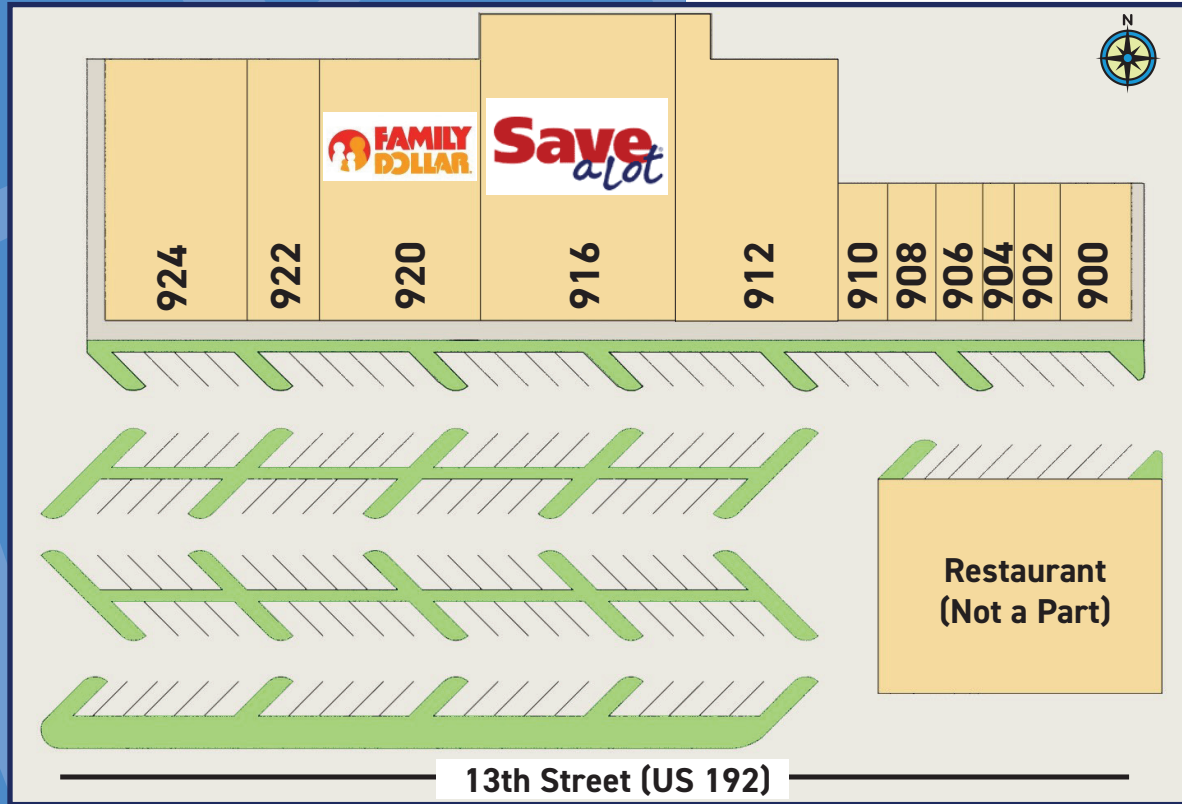 N
FAMILY
DOLLAR
Save
a Lot
924
922
920
916
912
910
908
906
904
902
900
Restaurant
(Not a Part)
13th Street (US 192)